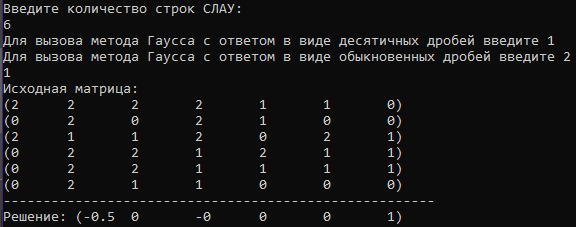 Введите количество строк СЛАУ:
6
Для вызова метода Гаусса с ответом в виде десятичных дробей введите 1
Для вызова метода Гаусса с ответом в виде обыкновенных дробей введите 2
1
Исходная матрица:
(2 2 2 2 1 1 0)
(0 2 0 2 1 0 0)
(2 1 1 2 0 2 1)
(0 2 2 1 2 1 1)
(0 2 2 1 1 1 1)
(0 2 1 1 0 0 0)
------------------------------------------------------
Решение: (-0.5 0 -0 0 0 1)